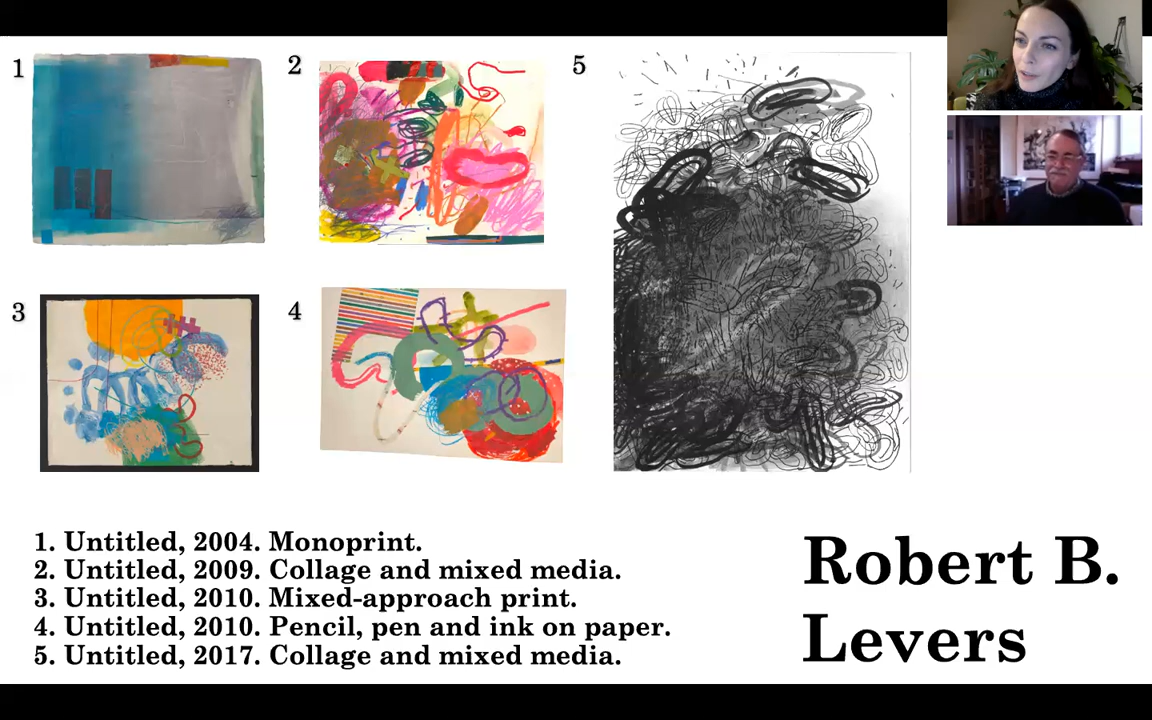 1
2
5
3
4
1. Untitled, 2004. Monoprint.
2. Untitled, 2009. Collage and mixed media.
3. Untitled, 2010. Mixed-approach print.
4. Untitled, 2010. Pencil, pen and ink on paper.
5. Untitled, 2017. Collage and mixed media.
Robert B.
Levers